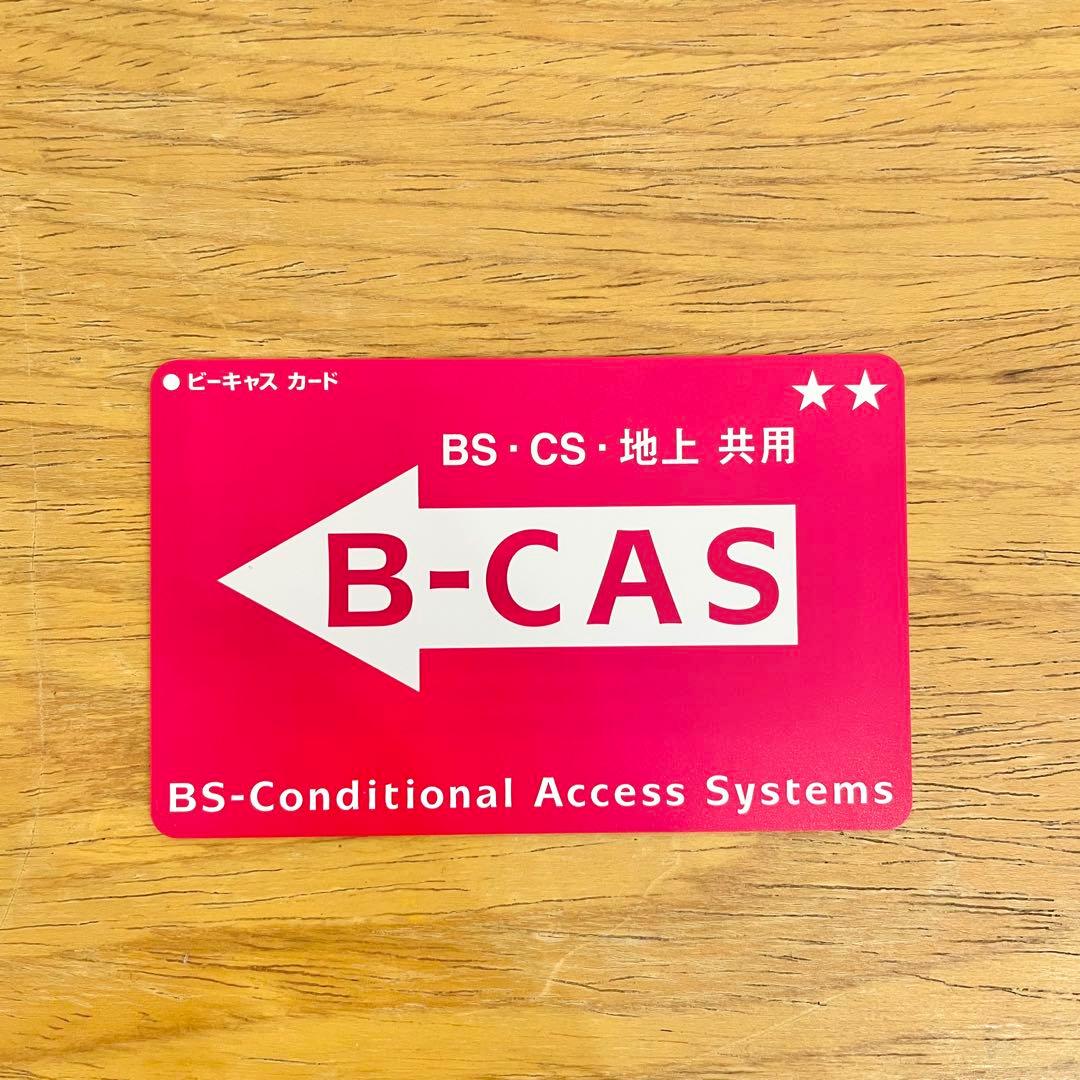 ● ビーキャス カード
★★
BS・CS・地上 共用
B-CAS
BS-Conditional Access Systems